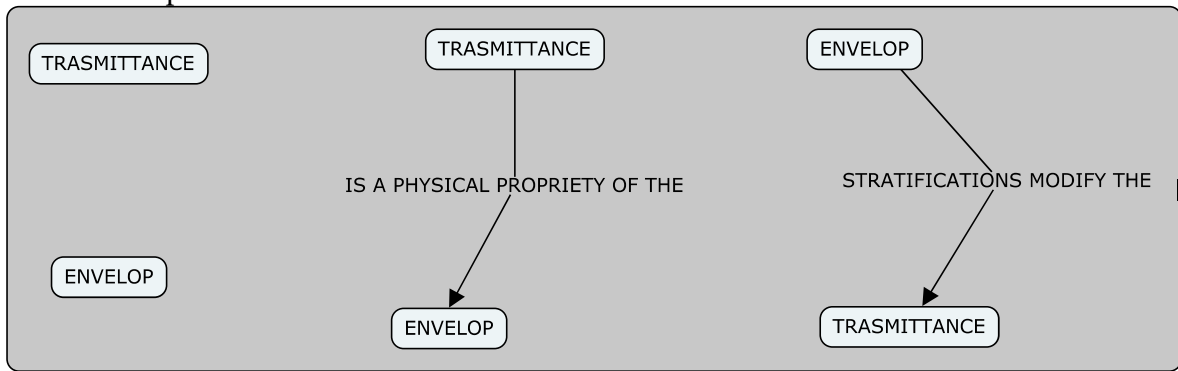 TRASMITTANCE
ENVELOP
TRASMITTANCE
IS A PHYSICAL PROPRIETY OF THE
ENVELOP
ENVELOP
STRATIFICATIONS MODIFY THE
TRASMITTANCE